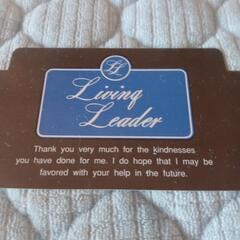 LL
Living
Leader
Thank you very much for the kindnesses
you have done for me. I do hope that I may be
favored with your help in the future.